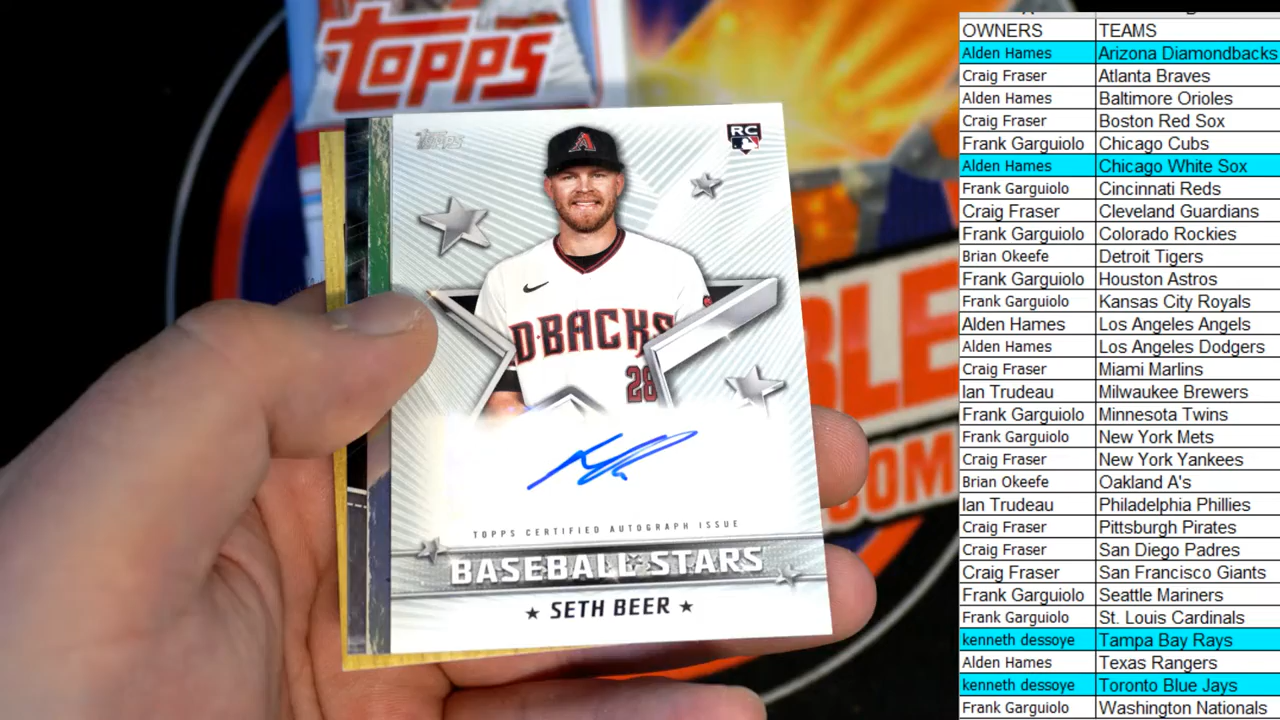 TOPPS
TOPPS
RC
A
D-BACKS
28
TOPPS CERTIFIED AUTOGRAPH ISSUE
BASEBALL STARS
★ SETH BEER ★
BLE
.COM
OWNERS TEAMS
Alden Hames Arizona Diamondbacks
Craig Fraser Atlanta Braves
Alden Hames Baltimore Orioles
Craig Fraser Boston Red Sox
Frank Garguiolo Chicago Cubs
Alden Hames Chicago White Sox
Frank Garguiolo Cincinnati Reds
Craig Fraser Cleveland Guardians
Frank Garguiolo Colorado Rockies
Brian Okeefe Detroit Tigers
Frank Garguiolo Houston Astros
Frank Garguiolo Kansas City Royals
Alden Hames Los Angeles Angels
Alden Hames Los Angeles Dodgers
Craig Fraser Miami Marlins
Ian Trudeau Milwaukee Brewers
Frank Garguiolo Minnesota Twins
Frank Garguiolo New York Mets
Craig Fraser New York Yankees
Brian Okeefe Oakland A's
Ian Trudeau Philadelphia Phillies
Craig Fraser Pittsburgh Pirates
Craig Fraser San Diego Padres
Craig Fraser San Francisco Giants
Frank Garguiolo Seattle Mariners
Frank Garguiolo St. Louis Cardinals
kenneth dessoye Tampa Bay Rays
Alden Hames Texas Rangers
kenneth dessoye Toronto Blue Jays
Frank Garguiolo Washington Nationals